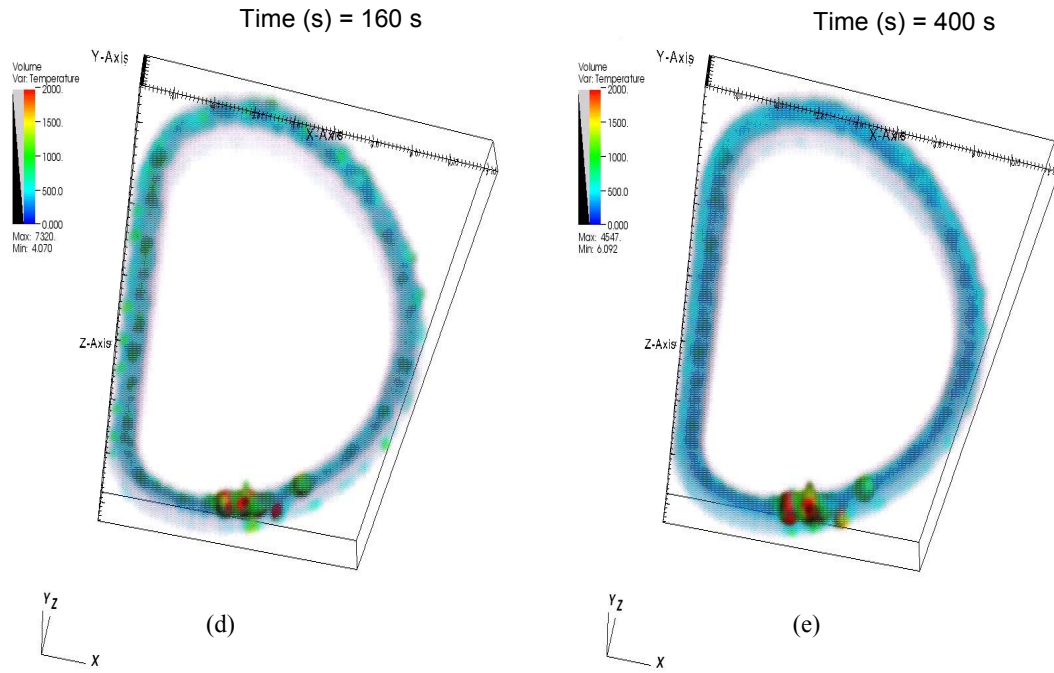 Time (s) = 160 s
Y-Axis
Volume
Var: Temperature
2000.
1500.
1000.
500.0
0.000
Max: 7320.
Min: 4.070
X-Axis
Z-Axis
Y
Z
X
(d)
Time (s) = 400 s
Y-Axis
Volume
Var: Temperature
2000.
1500.
1000.
500.0
0.000
Max: 4547.
Min: 6.092
X-Axis
Z-Axis
Y
Z
X
(e)